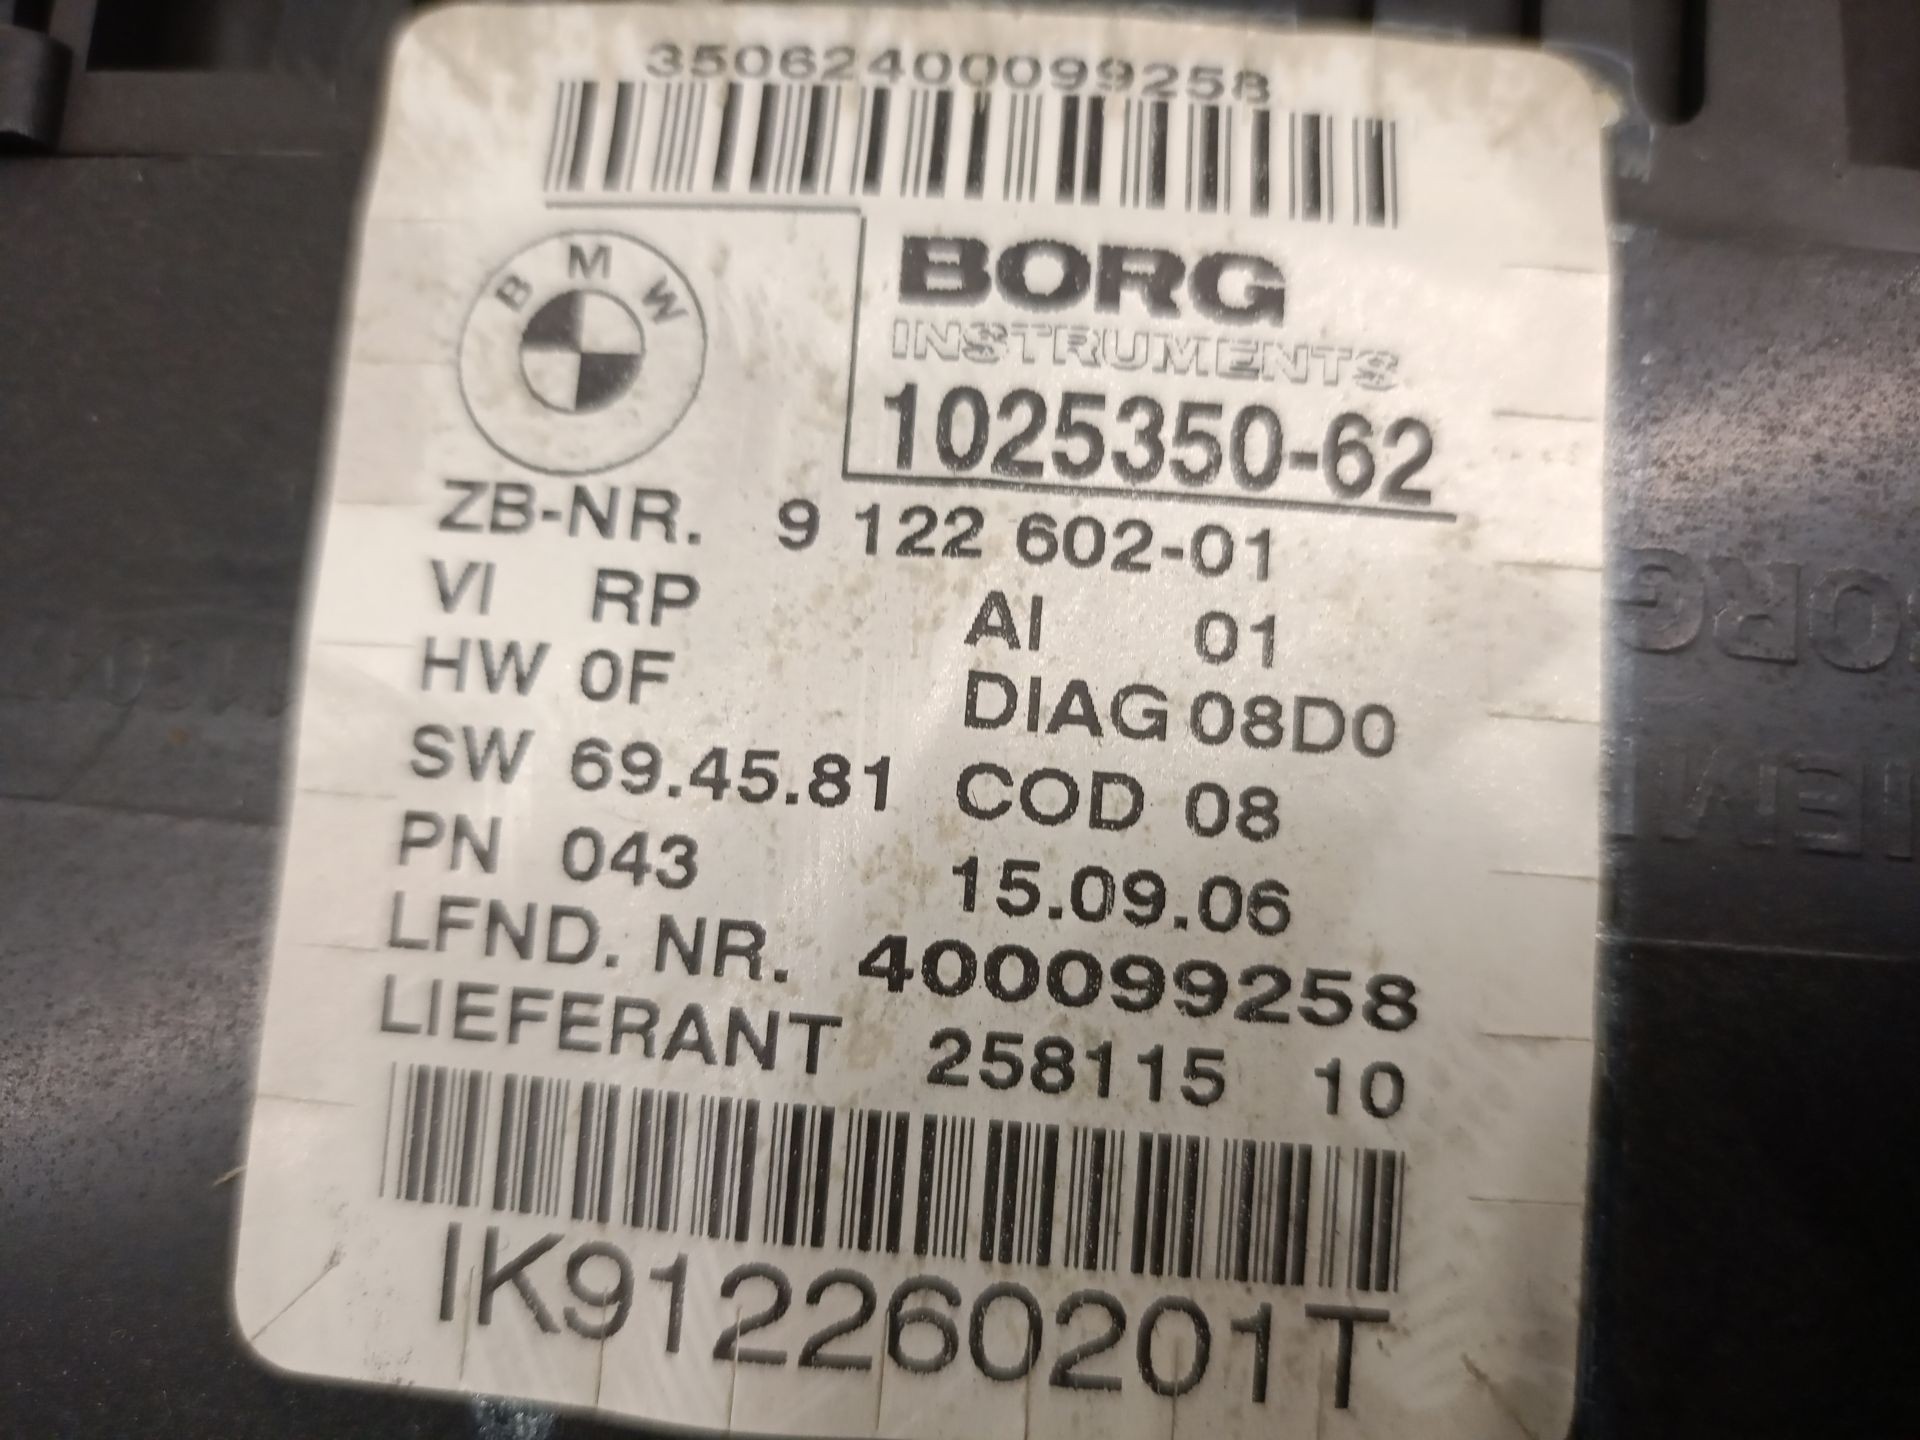 35062400099258
BMW
BORG
INSTRUMENTS
1025350-62
ZB-NR. 9 122 602-01
VI RP AI 01
HW 0F DIAG 08D0
SW 69.45.81 COD 08
PN 043 15.09.06
LFND. NR. 400099258
LIEFERANT 258115 10
IK912260201T